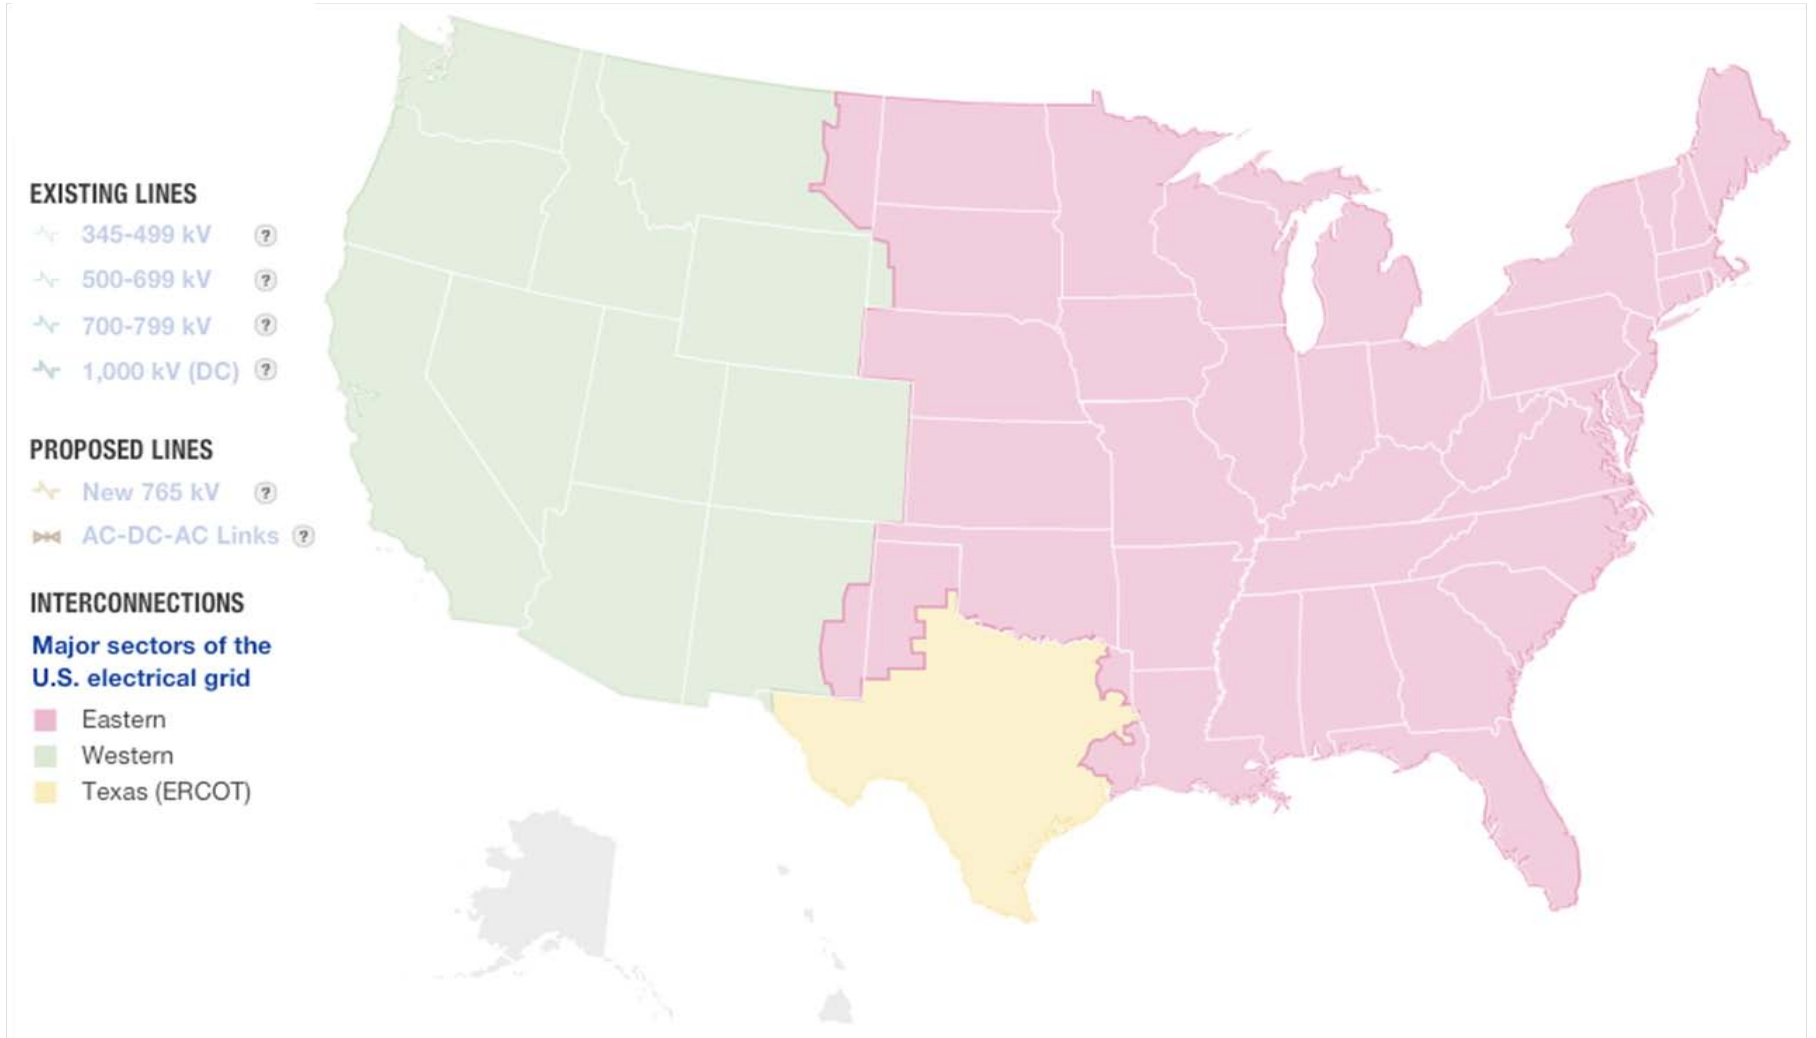 EXISTING LINES
345-499 kV ?
500-699 kV ?
700-799 kV ?
1,000 kV (DC) ?
PROPOSED LINES
New 765 kV ?
AC-DC-AC Links ?
INTERCONNECTIONS
Major sectors of the
U.S. electrical grid
Eastern
Western
Texas (ERCOT)